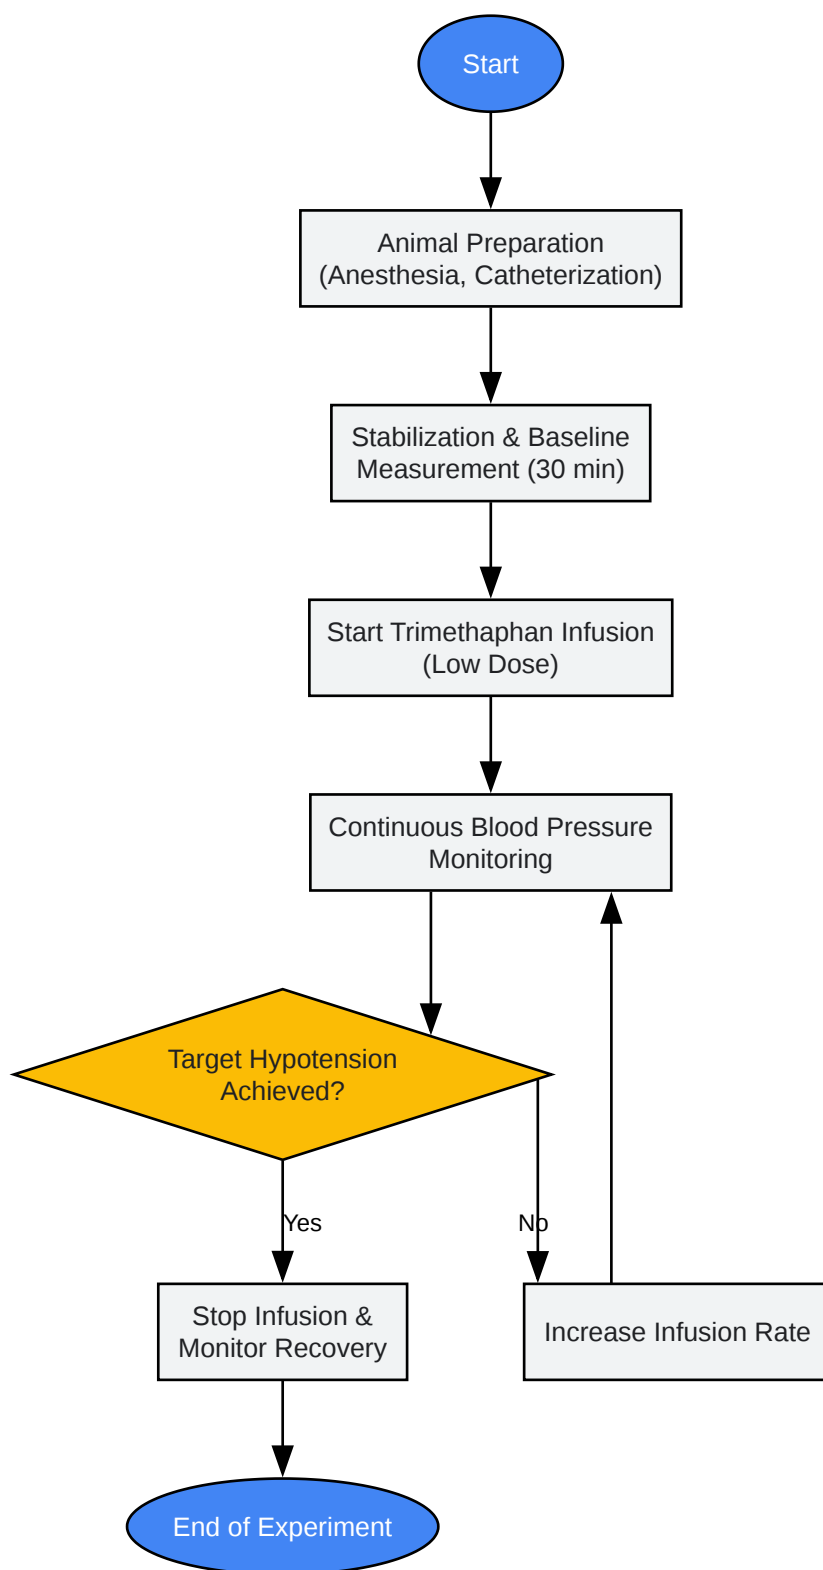 Start
Animal Preparation
(Anesthesia, Catheterization)
Stabilization & Baseline
Measurement (30 min)
Start Trimethaphan Infusion
(Low Dose)
Continuous Blood Pressure
Monitoring
Target Hypotension
Achieved?
Yes
No
Stop Infusion &
Monitor Recovery
Increase Infusion Rate
End of Experiment